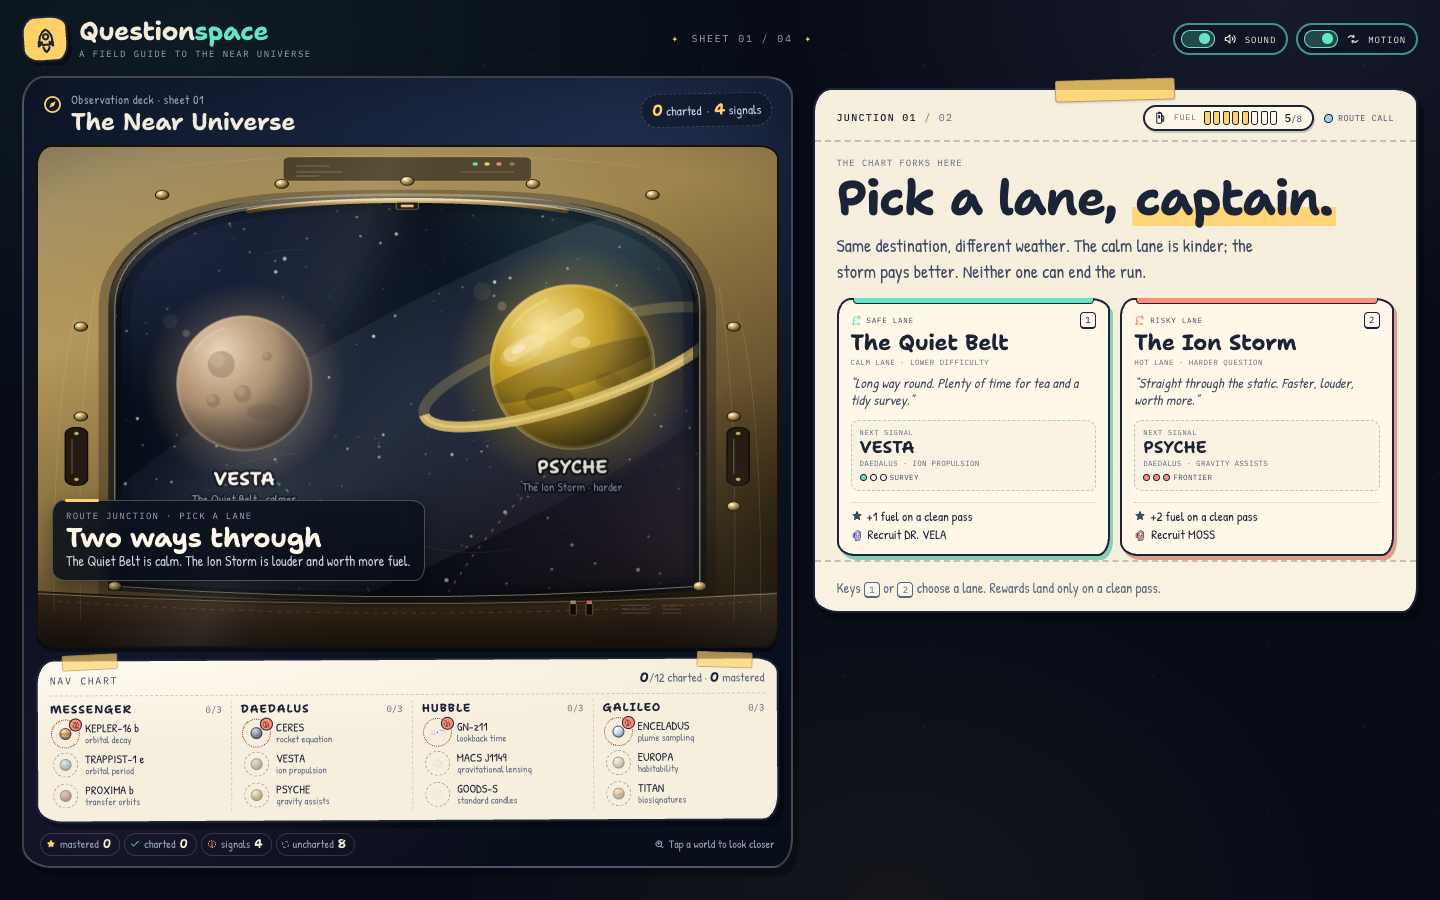 Questionspace
A FIELD GUIDE TO THE NEAR UNIVERSE
SHEET 01 / 04
SOUND
MOTION
Observation deck · sheet 01
The Near Universe
0 charted · 4 signals
VESTA
The Quiet Belt · calmer
PSYCHE
The Ion Storm · harder
ROUTE JUNCTION · PICK A LANE
Two ways through
The Quiet Belt is calm. The Ion Storm is louder and worth more fuel.
NAV CHART
0/12 charted · 0 mastered
MESSENGER 0/3
KEPLER-16 b
orbital decay
TRAPPIST-1 e
orbital period
PROXIMA b
transfer orbits
DAEDALUS 0/3
CERES
rocket equation
VESTA
ion propulsion
PSYCHE
gravity assists
HUBBLE 0/3
GN-z11
lookback time
MACS J1149
gravitational lensing
GOODS-S
standard candles
GALILEO 0/3
ENCELADUS
plume sampling
EUROPA
habitability
TITAN
biosignatures
mastered 0
charted 0
signals 4
uncharted 8
Tap a world to look closer
JUNCTION 01 / 02
FUEL 5/8
ROUTE CALL
THE CHART FORKS HERE
Pick a lane, captain.
Same destination, different weather. The calm lane is kinder; the
storm pays better. Neither one can end the run.
SAFE LANE 1
The Quiet Belt
CALM LANE · LOWER DIFFICULTY
"Long way round. Plenty of time for tea and a
tidy survey."
NEXT SIGNAL
VESTA
DAEDALUS · ION PROPULSION
SURVEY
+1 fuel on a clean pass
Recruit DR. VELA
RISKY LANE 2
The Ion Storm
HOT LANE · HARDER QUESTION
"Straight through the static. Faster, louder,
worth more."
NEXT SIGNAL
PSYCHE
DAEDALUS · GRAVITY ASSISTS
FRONTIER
+2 fuel on a clean pass
Recruit MOSS
Keys 1 or 2 choose a lane. Rewards land only on a clean pass.